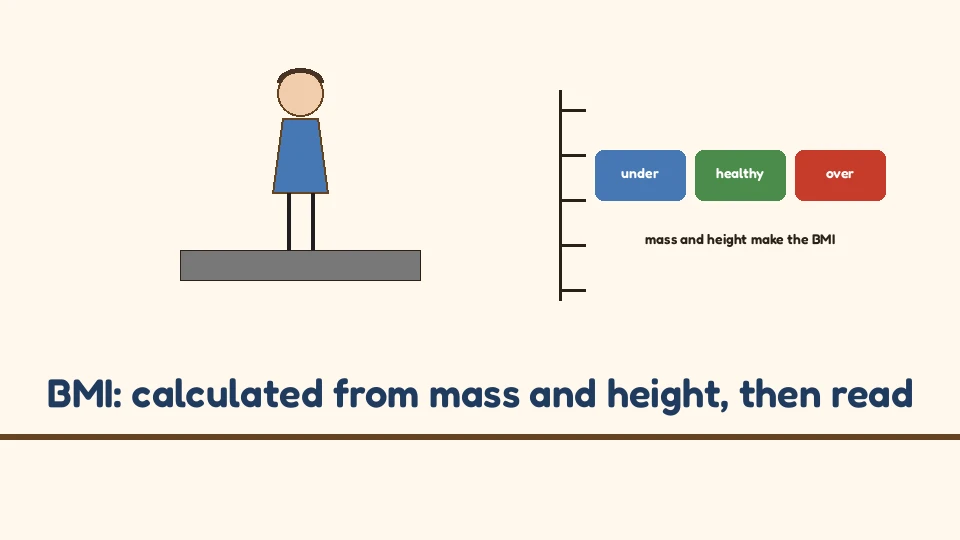 under healthy over
mass and height make the BMI
BMI: calculated from mass and height, then read